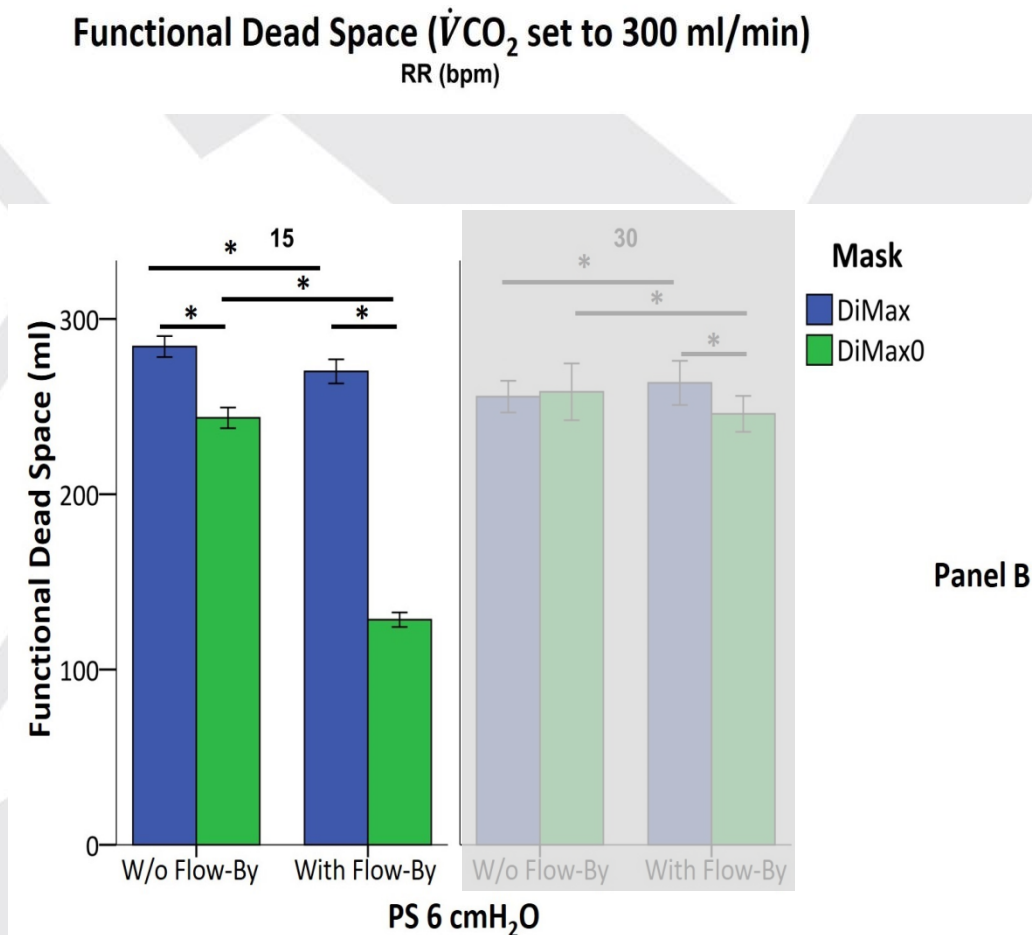 Functional Dead Space (V̇CO₂ set to 300 ml/min)
RR (bpm)
15
30
*
*
*
*
*
*
*
Mask
DiMax
DiMax0
Functional Dead Space (ml)
300
200
100
0
Panel B
W/o Flow-By
With Flow-By
W/o Flow-By
With Flow-By
PS 6 cmH₂O